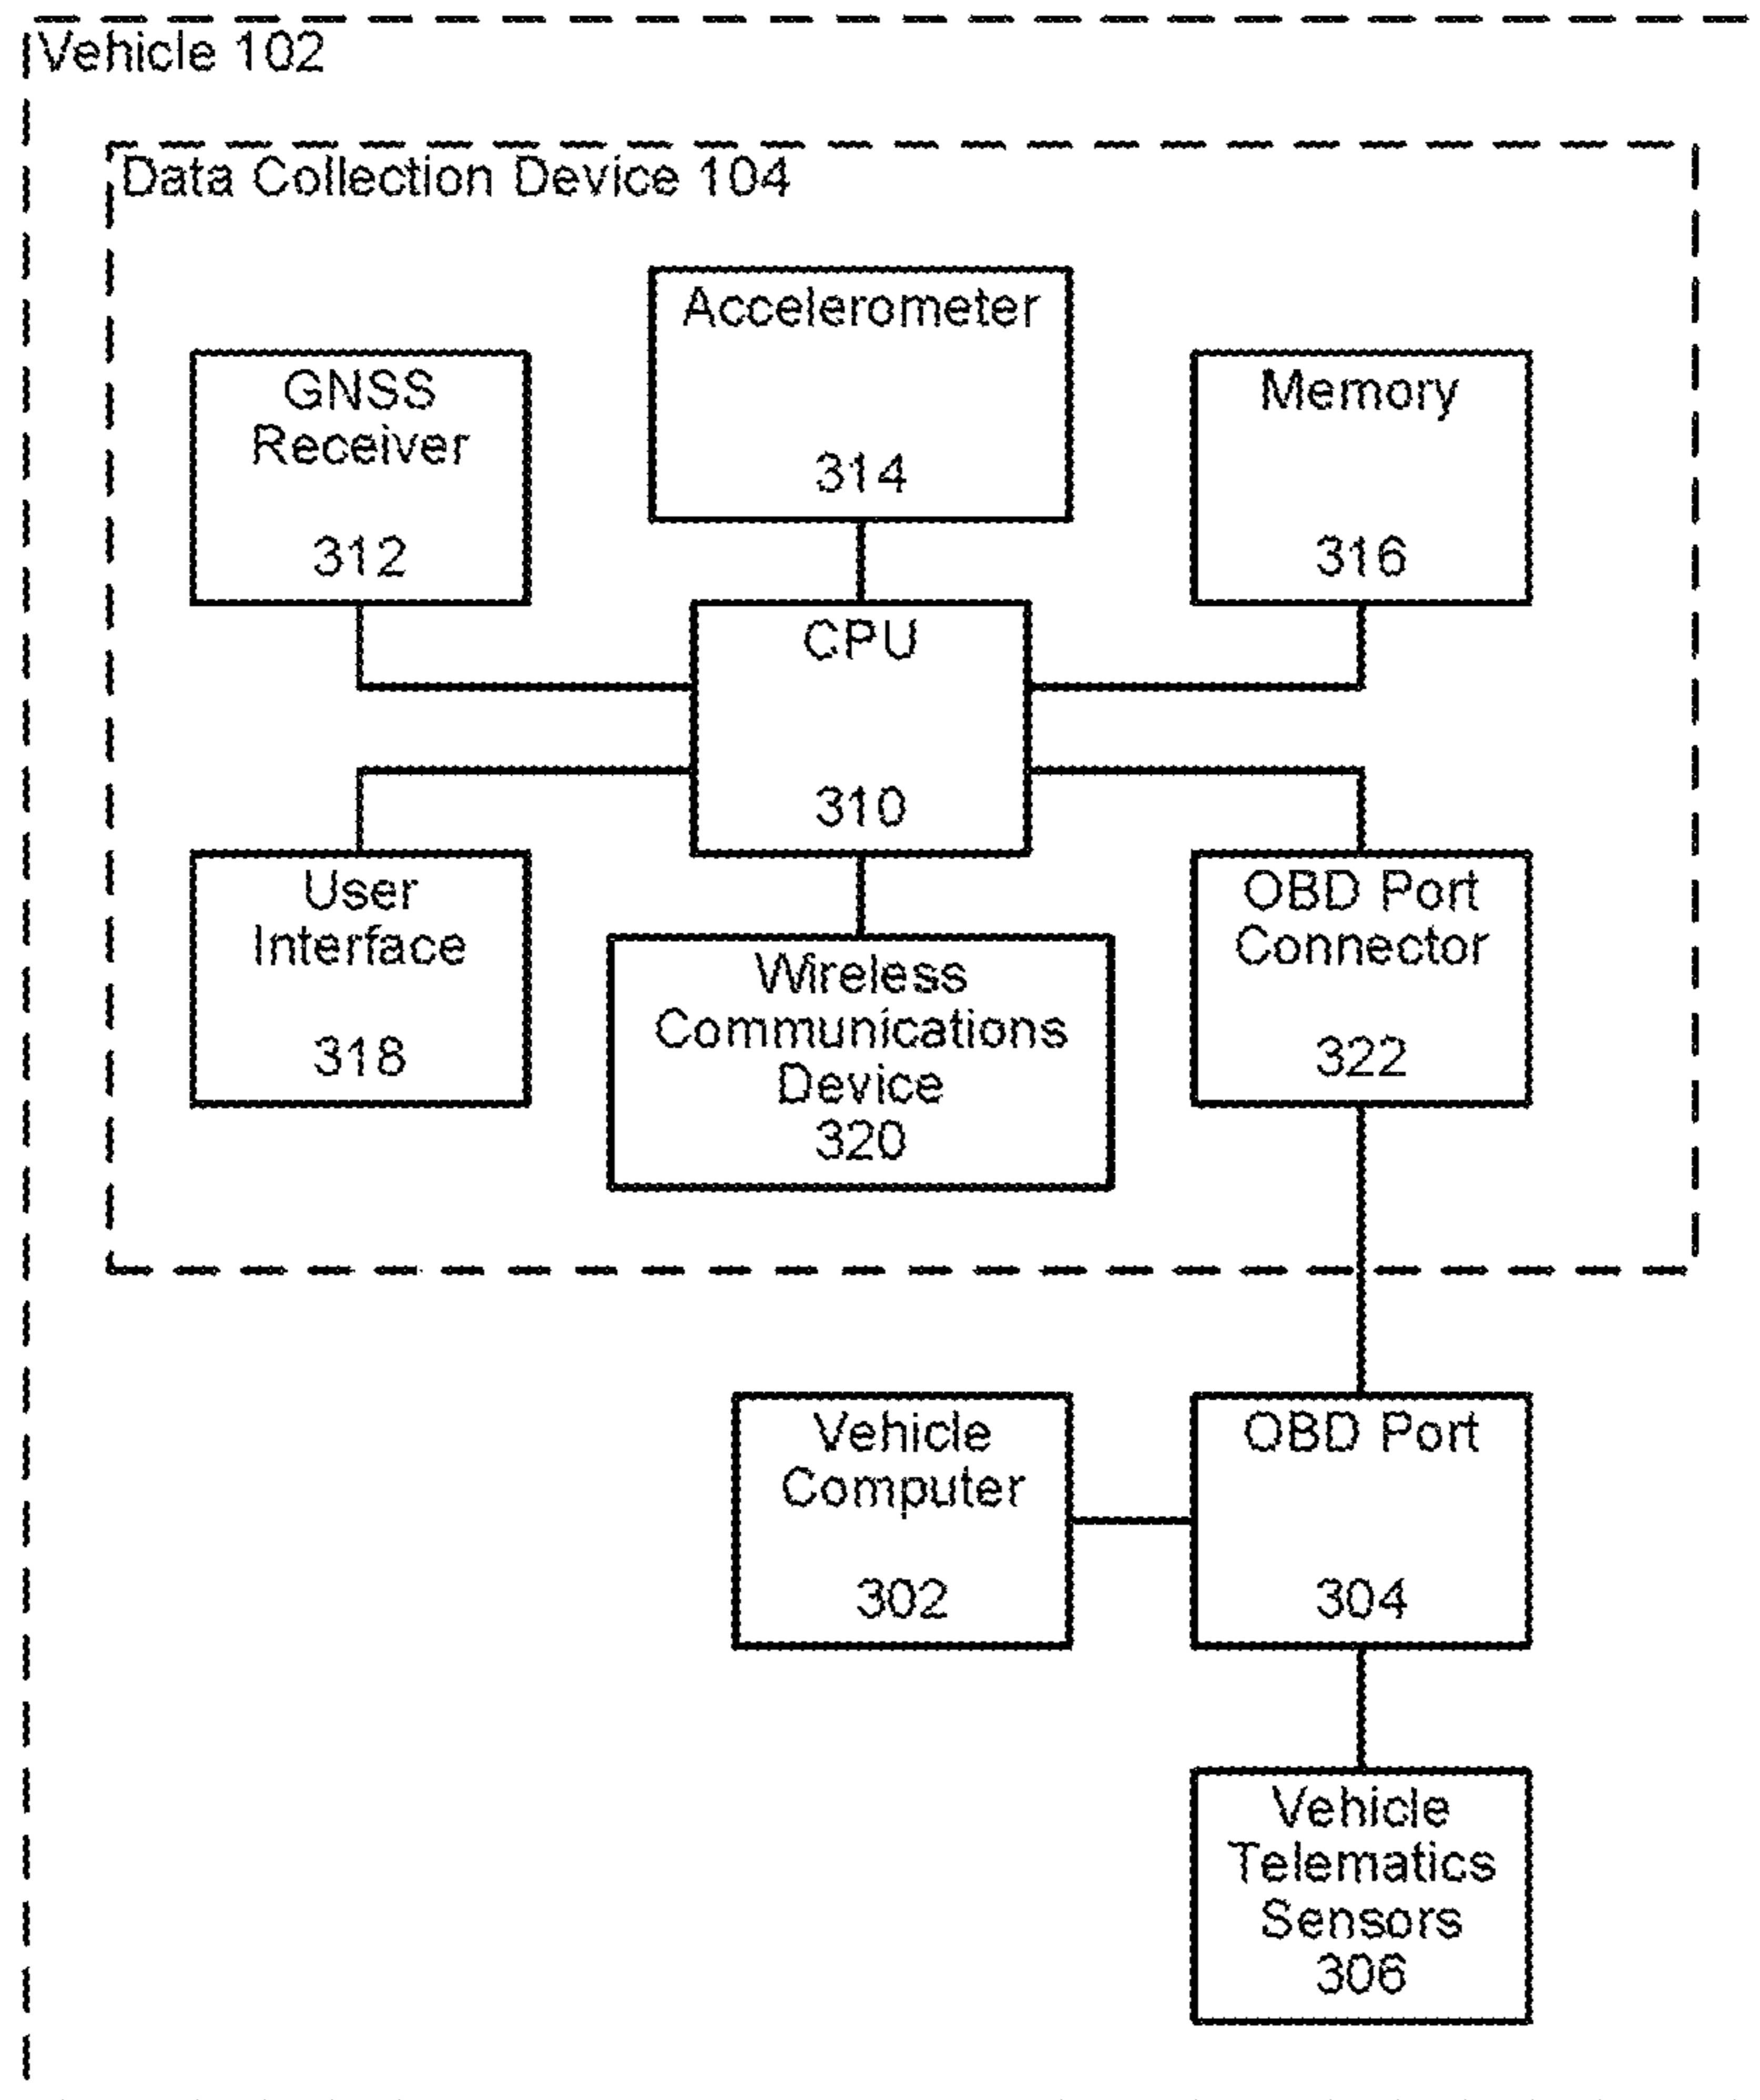 Vehicle 102
Data Collection Device 104
Accelerometer
314
GNSS
Receiver
312
Memory
316
CPU
310
User
Interface
318
Wireless
Communications
Device
320
OBD Port
Connector
322
Vehicle
Computer
302
OBD Port
304
Vehicle
Telematics
Sensors
306